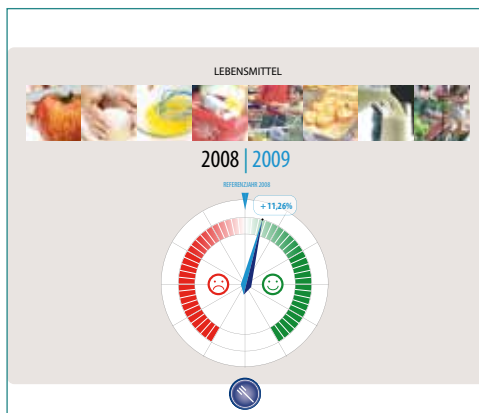 LEBENSMITTEL
2008 | 2009
REFERENZJAHR 2008
+ 11,26%